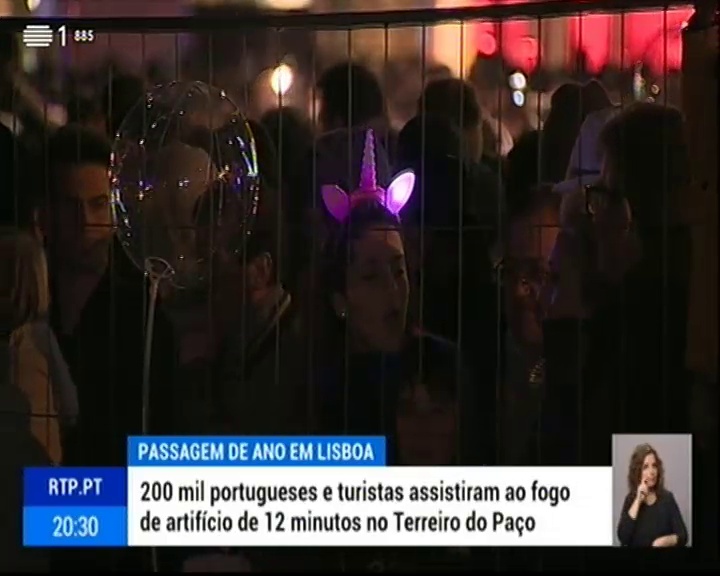 1 885
PASSAGEM DE ANO EM LISBOA
RTP.PT
200 mil portugueses e turistas assistiram ao fogo
de artifício de 12 minutos no Terreiro do Paço
20:30